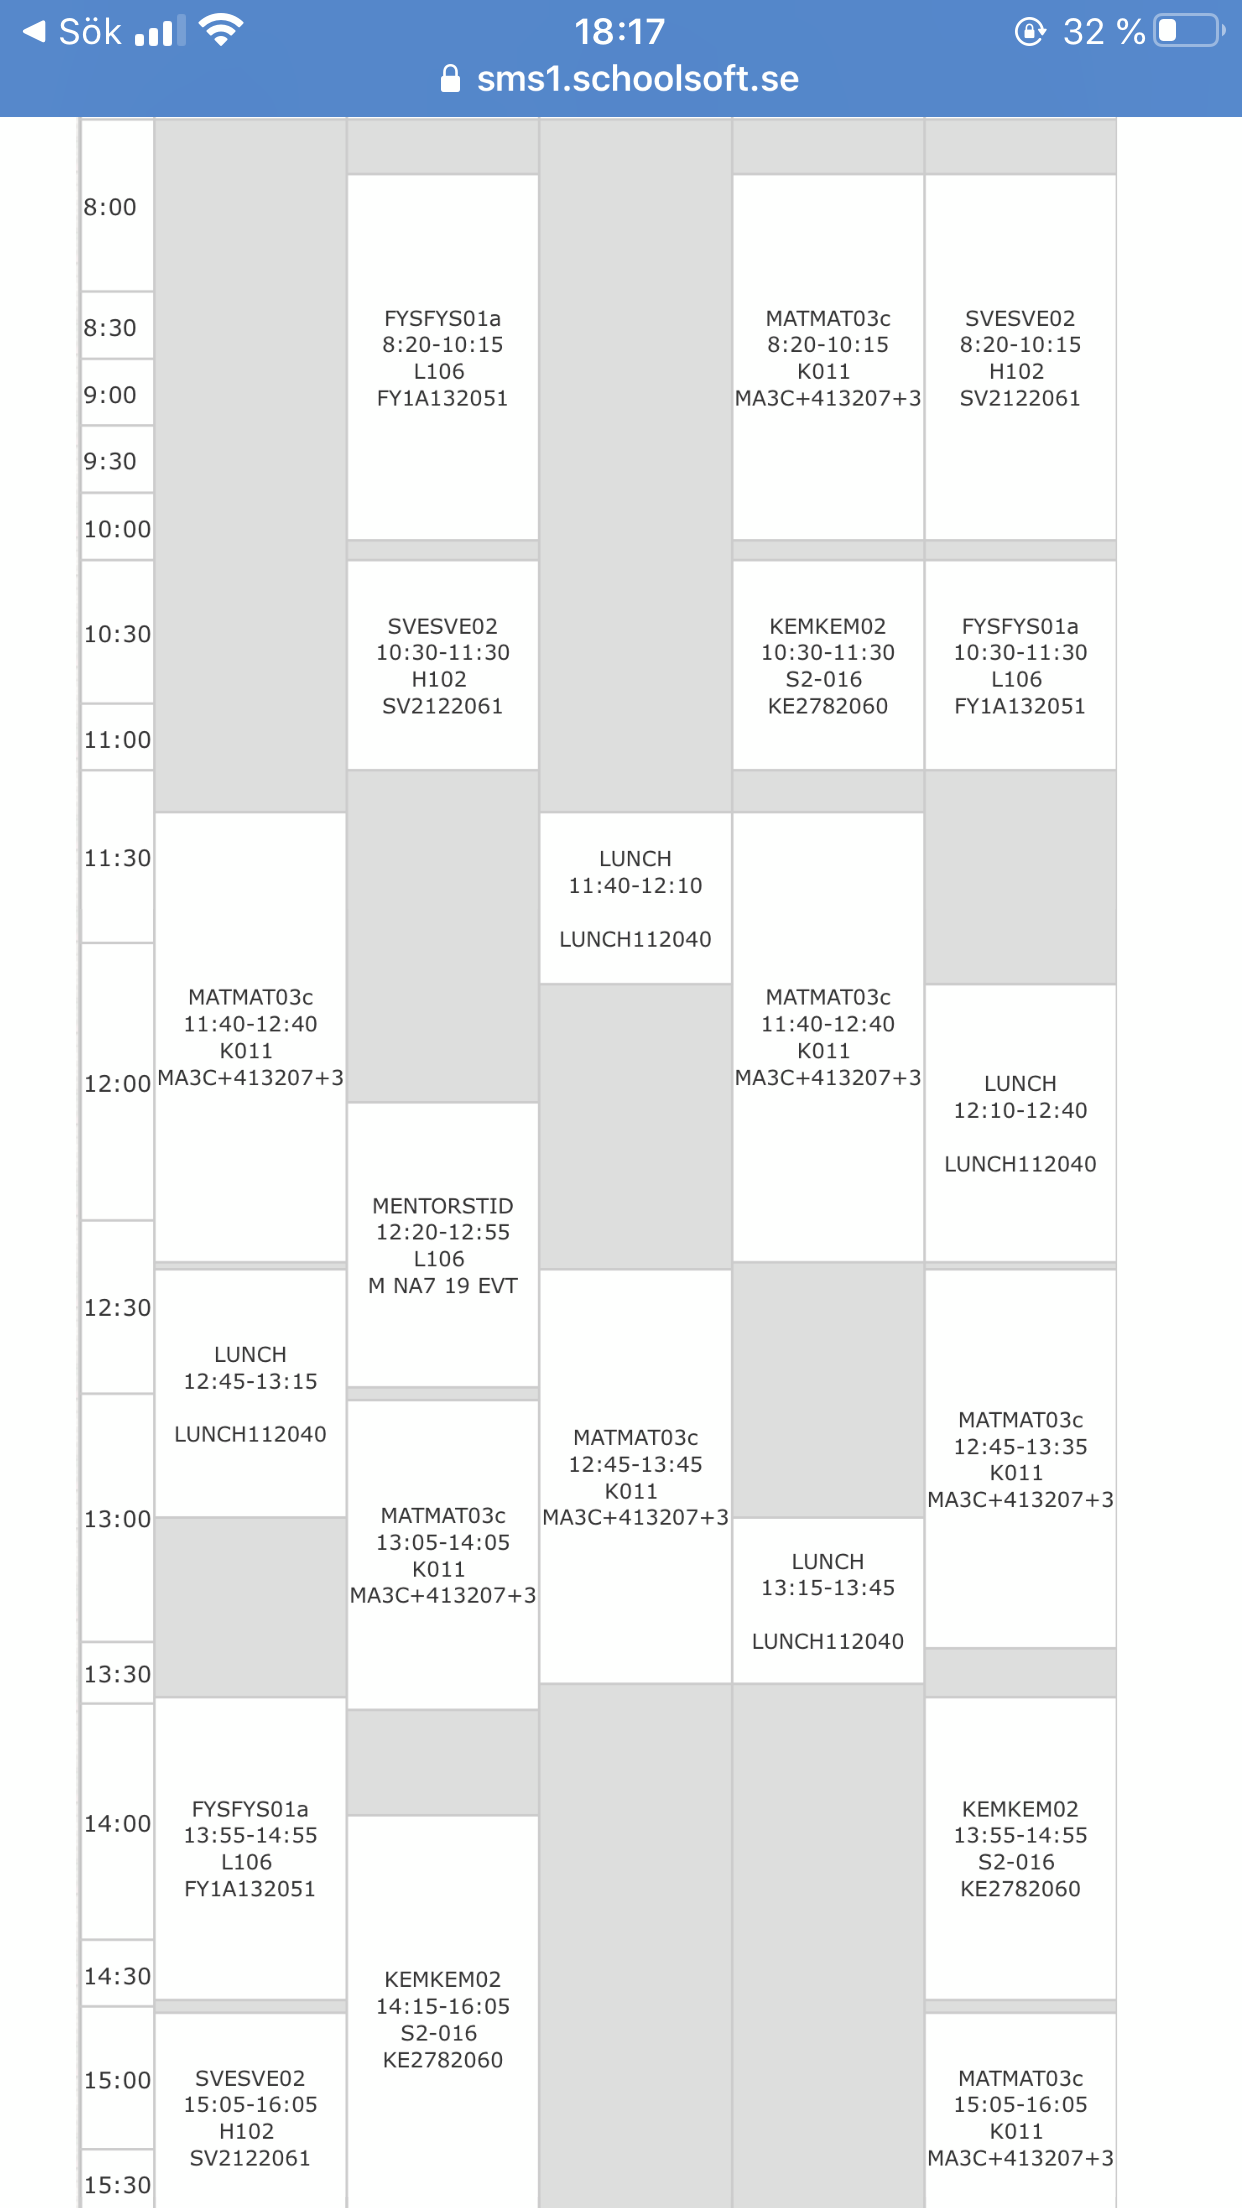 Sök 18:17 32 %
sms1.schoolsoft.se
8:00
8:30
9:00
9:30
10:00
10:30
11:00
11:30
12:00
12:30
13:00
13:30
14:00
14:30
15:00
15:30
MATMAT03c
11:40-12:40
K011
MA3C+413207+3
LUNCH
12:45-13:15
LUNCH112040
FYSFYS01a
13:55-14:55
L106
FY1A132051
SVESVE02
15:05-16:05
H102
SV2122061
FYSFYS01a
8:20-10:15
L106
FY1A132051
SVESVE02
10:30-11:30
H102
SV2122061
MENTORSTID
12:20-12:55
L106
M NA7 19 EVT
MATMAT03c
13:05-14:05
K011
MA3C+413207+3
KEMKEM02
14:15-16:05
S2-016
KE2782060
LUNCH
11:40-12:10
LUNCH112040
MATMAT03c
12:45-13:45
K011
MA3C+413207+3
MATMAT03c
8:20-10:15
K011
MA3C+413207+3
KEMKEM02
10:30-11:30
S2-016
KE2782060
MATMAT03c
11:40-12:40
K011
MA3C+413207+3
LUNCH
13:15-13:45
LUNCH112040
SVESVE02
8:20-10:15
H102
SV2122061
FYSFYS01a
10:30-11:30
L106
FY1A132051
LUNCH
12:10-12:40
LUNCH112040
MATMAT03c
12:45-13:35
K011
MA3C+413207+3
KEMKEM02
13:55-14:55
S2-016
KE2782060
MATMAT03c
15:05-16:05
K011
MA3C+413207+3